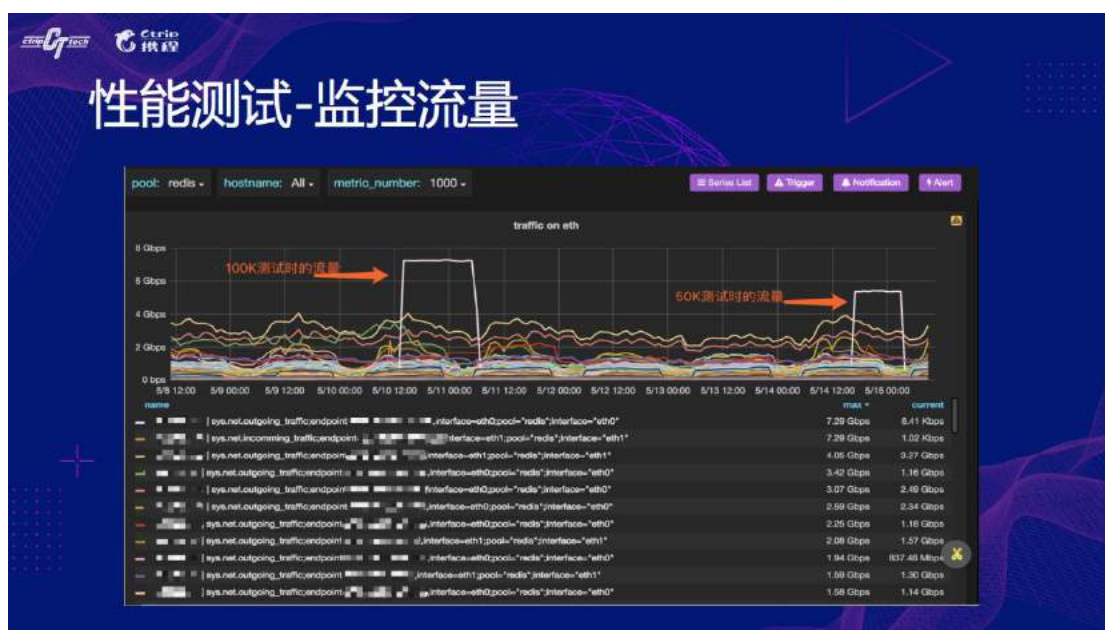 ctrip tech
Ctrip
携程
性能测试-监控流量
pool: redis hostname: All metric_number: 1000 Series List Trigger Notification Alert
traffic on eth
8 Gbps
100K测试时的流量
6 Gbps
60K测试时的流量
4 Gbps
2 Gbps
0 bps
5/8 12:00 5/9 00:00 5/9 12:00 5/10 00:00 5/10 12:00 5/11 00:00 5/11 12:00 5/12 00:00 5/12 12:00 5/13 00:00 5/13 12:00 5/14 00:00 5/14 12:00 5/15 00:00
name max current
| sys.net.outgoing_traffic;endpoint ,interface=eth0;pool="redis";interface="eth0" 7.29 Gbps 6.41 Kbps
| sys.net.incomming_traffic;endpoint nterface=eth1;pool="redis";interface="eth1" 7.29 Gbps 1.02 Kbps
| sys.net.outgoing_traffic;endpoint interface=eth1;pool="redis";interface="eth1" 4.05 Gbps 3.27 Gbps
| sys.net.outgoing_traffic;endpoint ,interface=eth0;pool="redis";interface="eth0" 3.42 Gbps 1.16 Gbps
| sys.net.outgoing_traffic;endpoint interface=eth0;pool="redis";interface="eth0" 3.07 Gbps 2.49 Gbps
| sys.net.outgoing_traffic;endpoint ,interface=eth0;pool="redis";interface="eth0" 2.59 Gbps 2.34 Gbps
sys.net.outgoing_traffic;endpoint ,interface=eth0;pool="redis";interface="eth0" 2.25 Gbps 1.16 Gbps
| sys.net.outgoing_traffic;endpoint ,interface=eth1;pool="redis";interface="eth1" 2.08 Gbps 1.57 Gbps
| sys.net.outgoing_traffic;endpoint ,interface=eth0;pool="redis";interface="eth0" 1.94 Gbps 837.46 Mbps
| sys.net.outgoing_traffic;endpoint ,interface=eth1;pool="redis";interface="eth1" 1.59 Gbps 1.30 Gbps
| sys.net.outgoing_traffic;endpoint ,interface=eth0;pool="redis";interface="eth0" 1.58 Gbps 1.14 Gbps